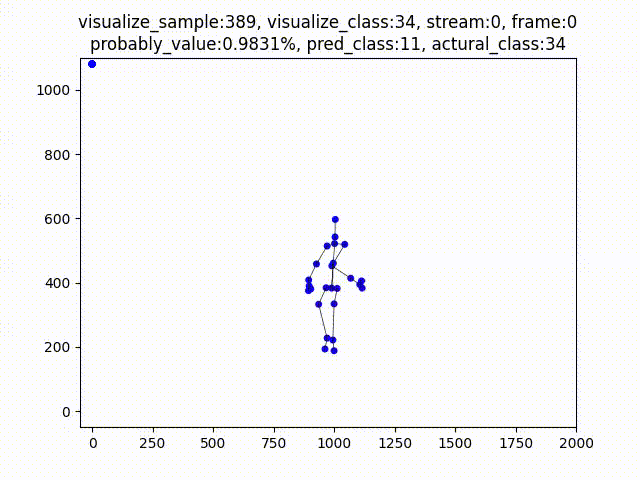 visualize_sample:389, visualize_class:34, stream:0, frame:0
probably_value:0.9831%, pred_class:11, actural_class:34
1000
800
600
400
200
0
0 250 500 750 1000 1250 1500 1750 2000